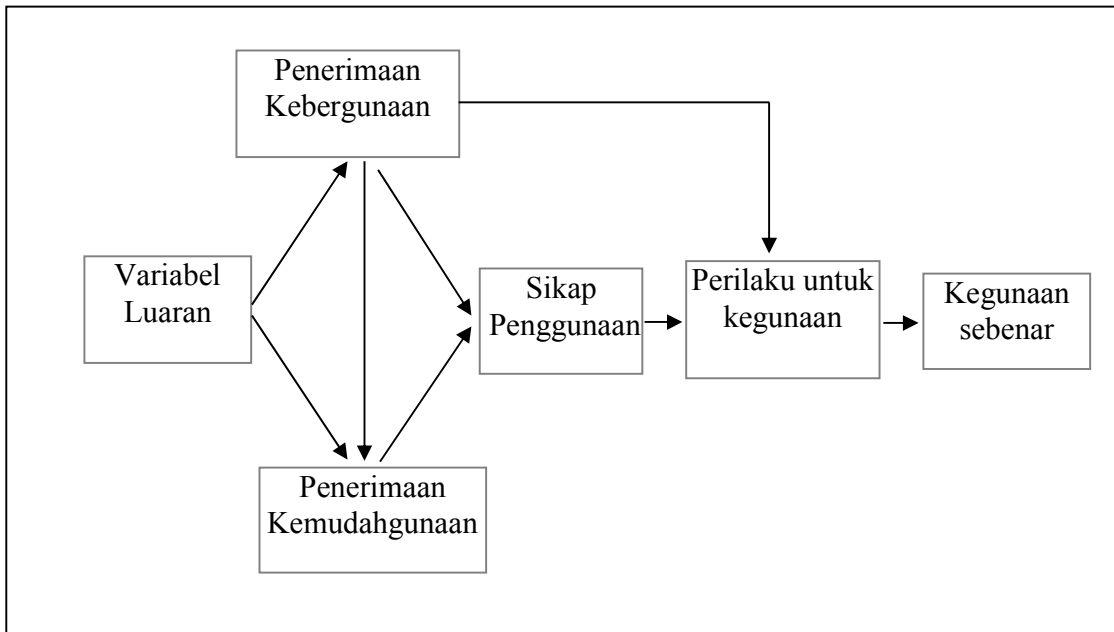 Penerimaan
Kebergunaan
Variabel
Luaran
Sikap
Penggunaan
Perilaku untuk
kegunaan
Kegunaan
sebenar
Penerimaan
Kemudahgunaan